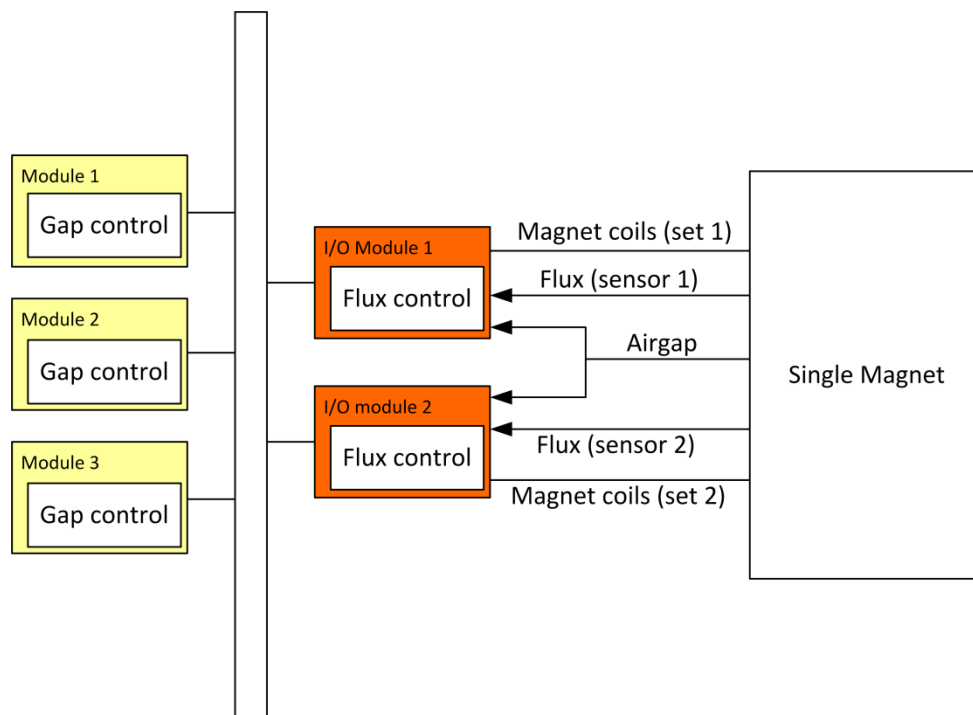 Module 1
Gap control
Module 2
Gap control
Module 3
Gap control
I/O Module 1
Flux control
I/O module 2
Flux control
Magnet coils (set 1)
Flux (sensor 1)
Airgap
Flux (sensor 2)
Magnet coils (set 2)
Single Magnet